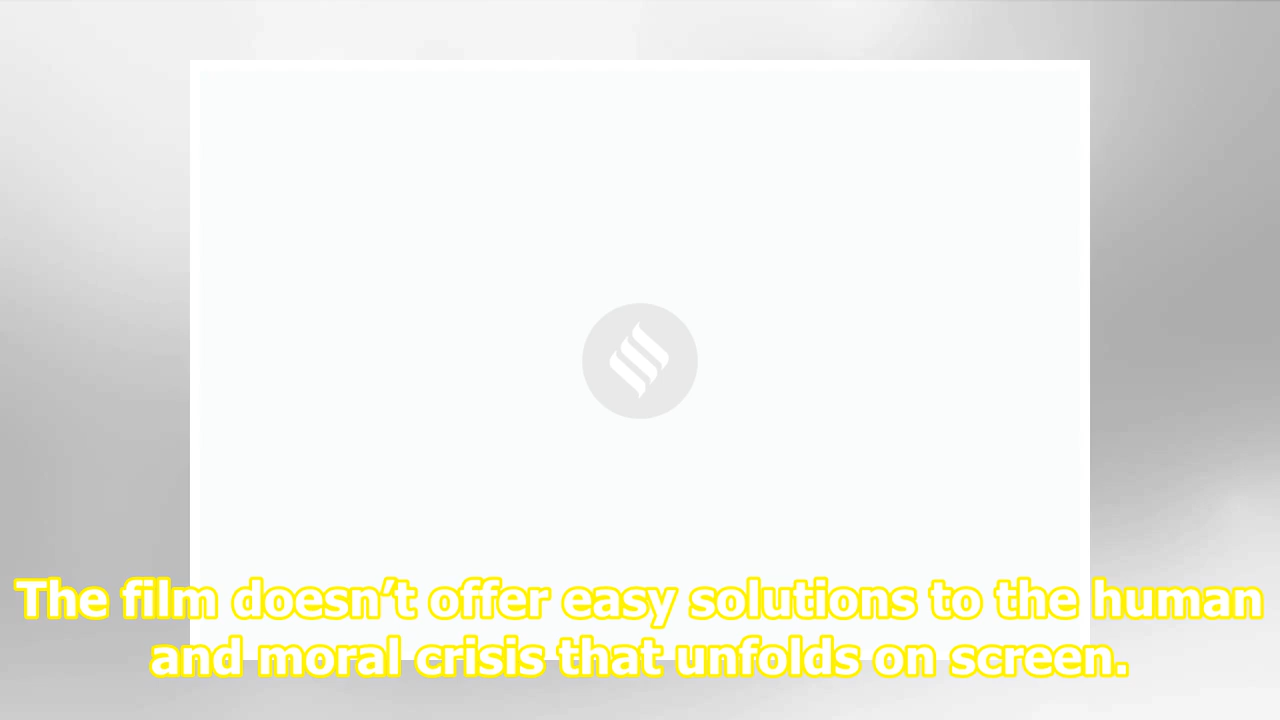 The film doesn’t offer easy solutions to the human
and moral crisis that unfolds on screen.